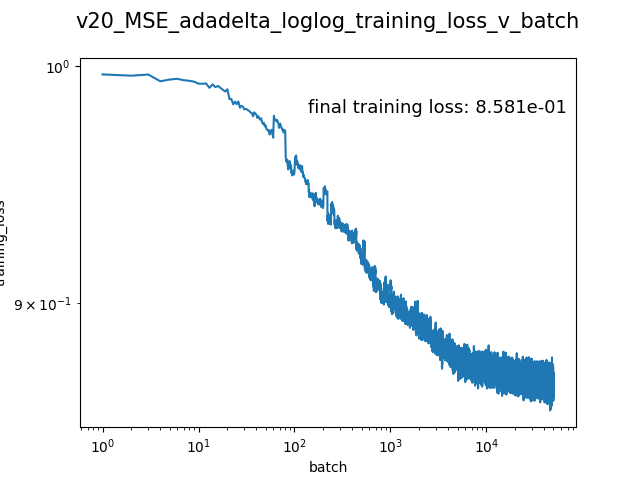 v20_MSE_adadelta_loglog_training_loss_v_batch
10⁰
final training loss: 8.581e-01
training_loss
9 × 10⁻¹
10⁰
10¹
10²
10³
10⁴
batch